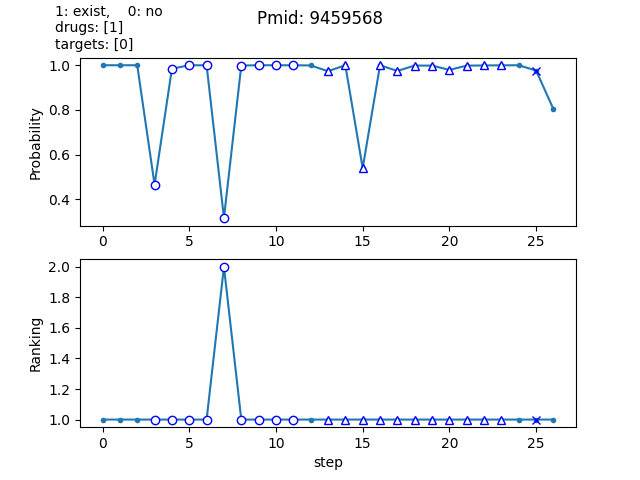 1: exist,    0: no
Pmid: 9459568
drugs: [1]
targets: [0]
1.0
0.8
0.6
0.4
Probability
0 5 10 15 20 25
2.0
1.8
1.6
1.4
1.2
1.0
Ranking
0 5 10 15 20 25
step